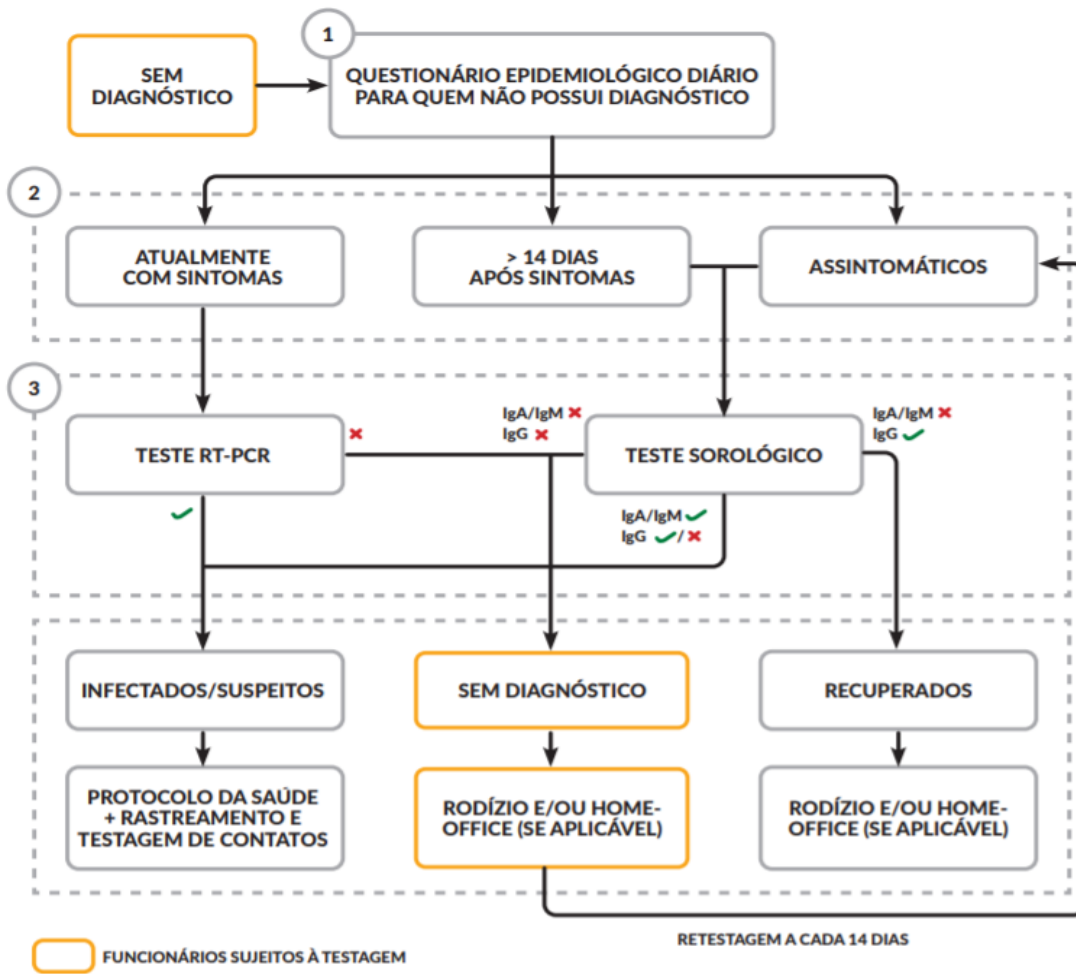 1
SEM
DIAGNÓSTICO
QUESTIONÁRIO EPIDEMIOLÓGICO DIÁRIO
PARA QUEM NÃO POSSUI DIAGNÓSTICO
2
ATUALMENTE
COM SINTOMAS
> 14 DIAS
APÓS SINTOMAS
ASSINTOMÁTICOS
3
TESTE RT-PCR
IgA/IgM
IgG
TESTE SOROLÓGICO
IgA/IgM
IgG
IgA/IgM
IgG /
INFECTADOS/SUSPEITOS
SEM DIAGNÓSTICO
RECUPERADOS
PROTOCOLO DA SAÚDE
+ RASTREAMENTO E
TESTAGEM DE CONTATOS
RODÍZIO E/OU HOME-
OFFICE (SE APLICÁVEL)
RODÍZIO E/OU HOME-
OFFICE (SE APLICÁVEL)
RETESTAGEM A CADA 14 DIAS
FUNCIONÁRIOS SUJEITOS À TESTAGEM